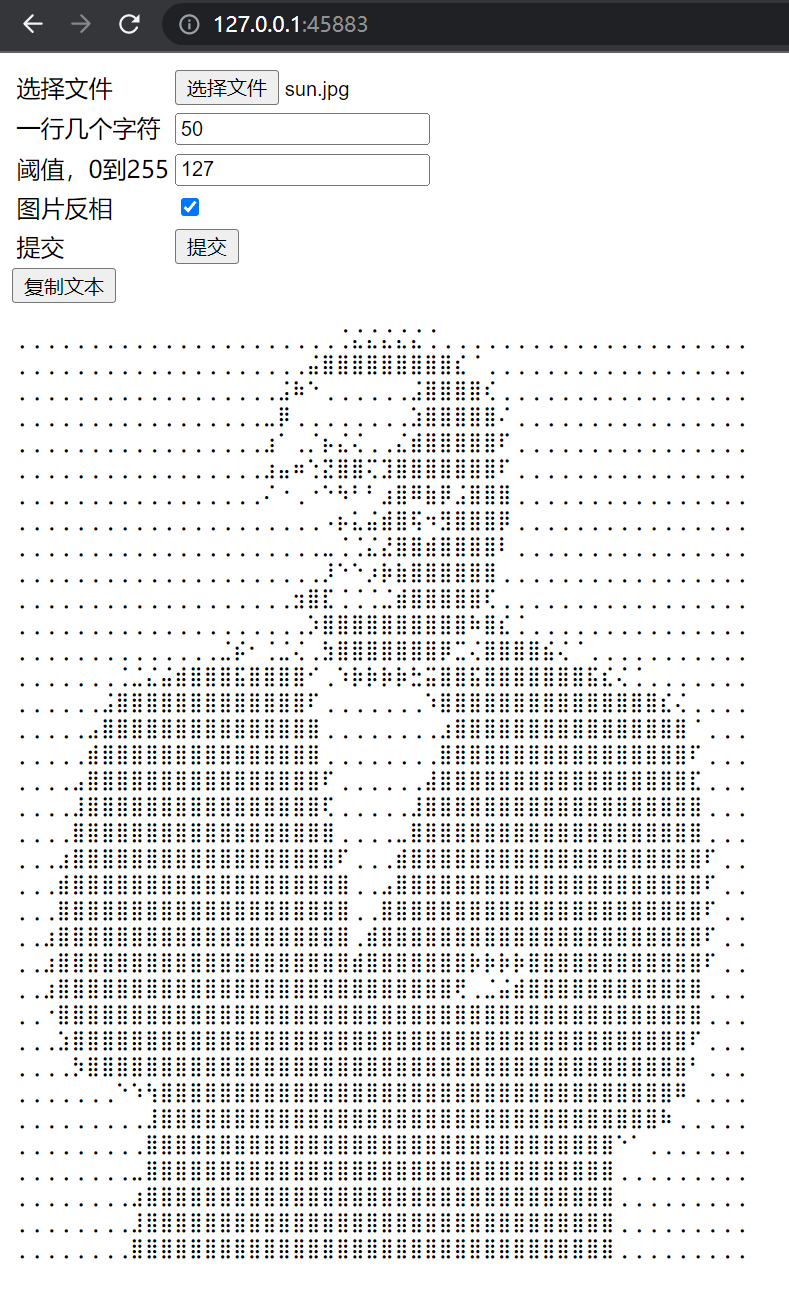 127.0.0.1:45883
选择文件 选择文件 sun.jpg
一行几个字符 50
阈值，0到255 127
图片反相
提交 提交
复制文本